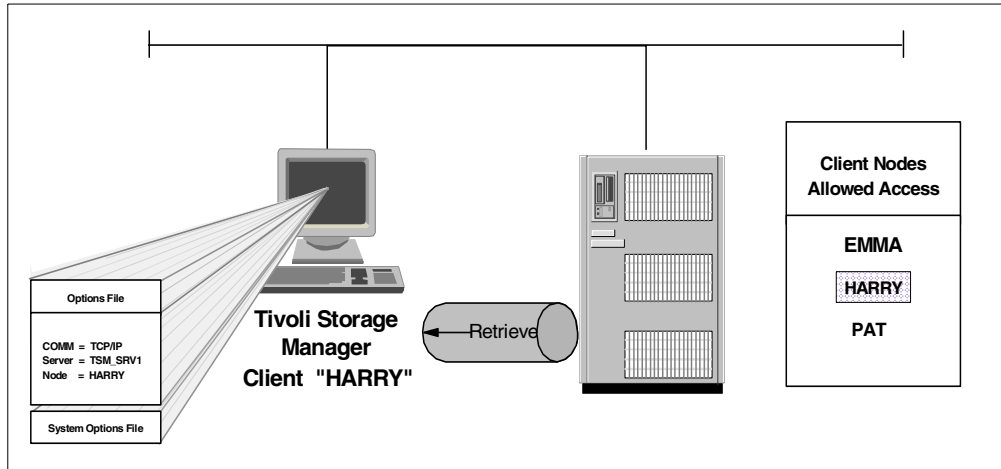 Options File
COMM = TCP/IP
Server = TSM_SRV1
Node = HARRY
System Options File
Tivoli Storage
Manager
Client "HARRY"
Retrieve
Client Nodes
Allowed Access
EMMA
HARRY
PAT